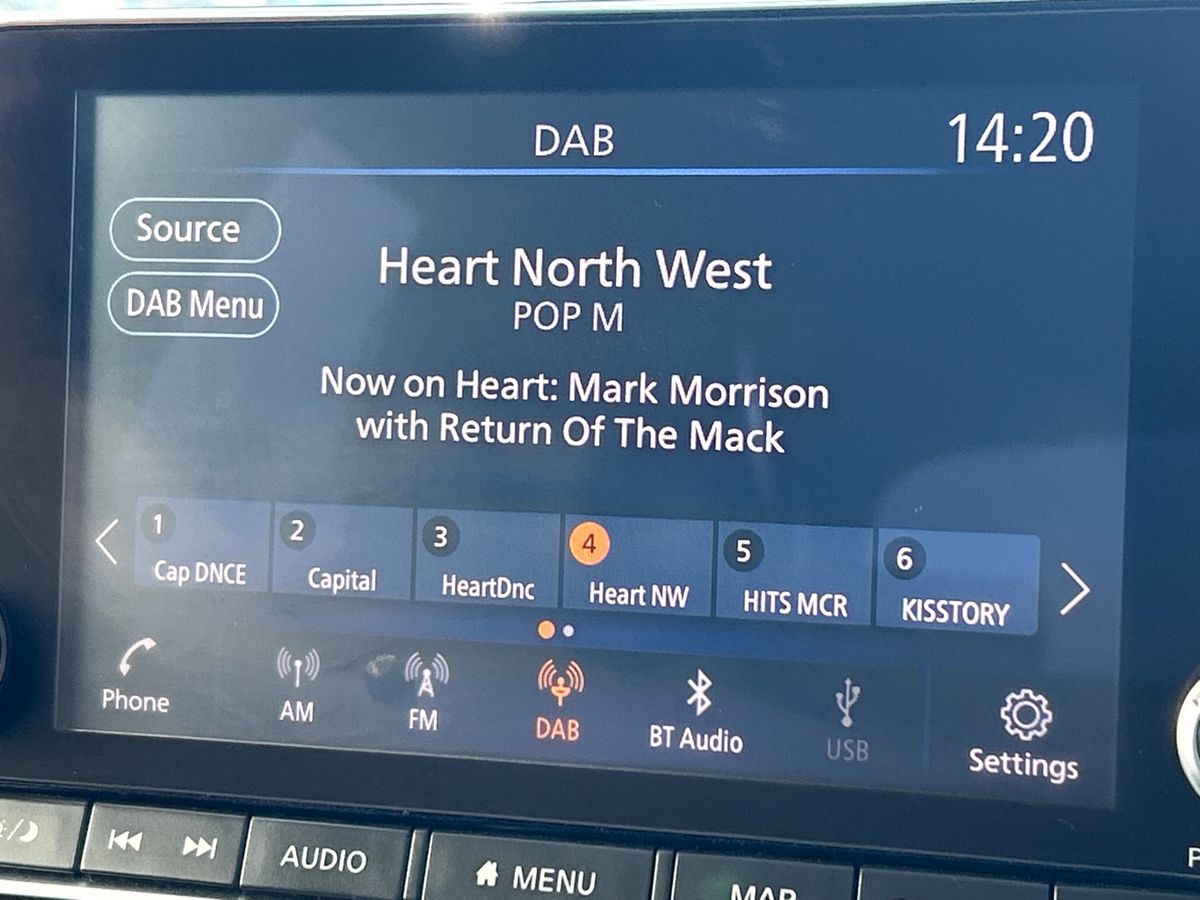 DAB
14:20
Source
DAB Menu
Heart North West
POP M
Now on Heart: Mark Morrison
with Return Of The Mack
1
Cap DNCE
2
Capital
3
HeartDnc
4
Heart NW
5
HITS MCR
6
KISSTORY
Phone
AM
FM
DAB
BT Audio
USB
Settings
AUDIO
MENU
MAP
P